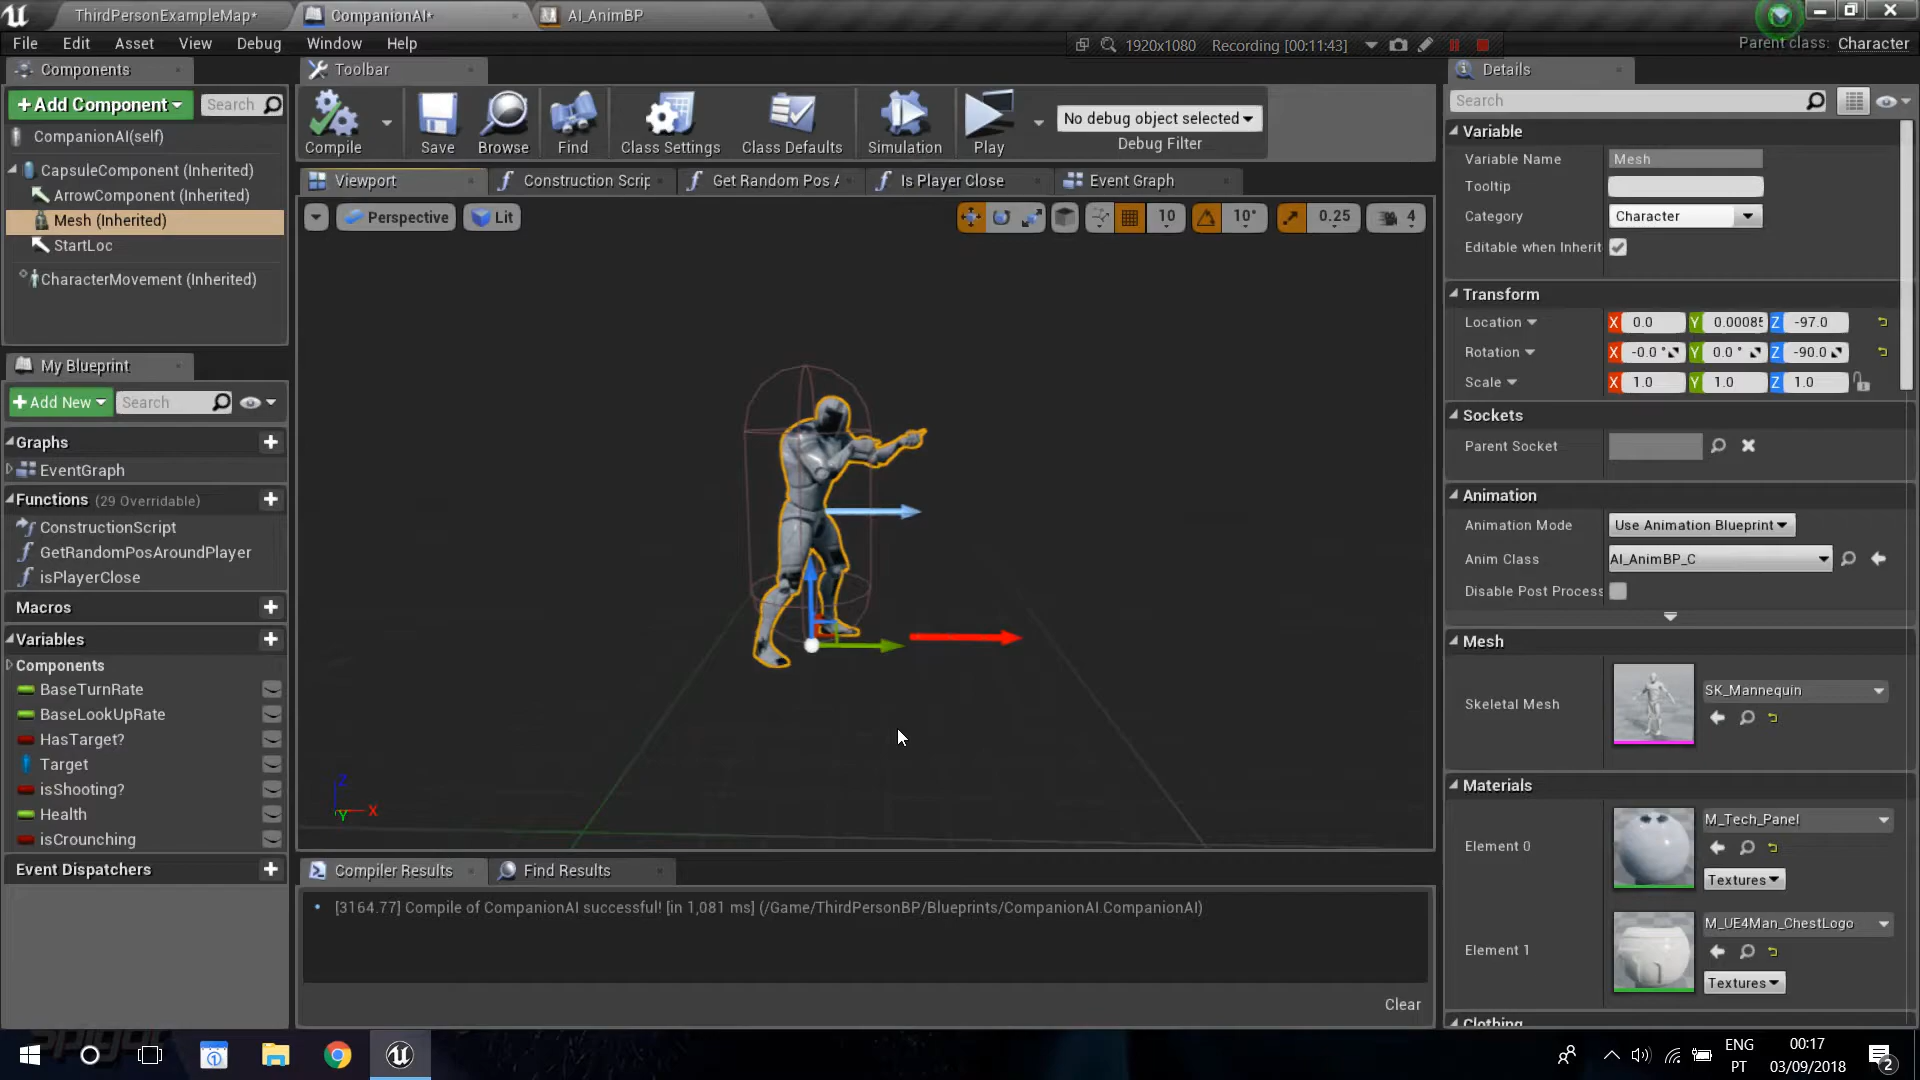 ThirdPersonExampleMap*
CompanionAI*
AI_AnimBP
File Edit Asset View Debug Window Help
1920x1080 Recording [00:11:43]
Parent class: Character
Components
Toolbar
Details
+Add Component
Search
Compile
Save
Browse
Find
Class Settings
Class Defaults
Simulation
Play
No debug object selected
Debug Filter
Search
CompanionAI(self)
CapsuleComponent (Inherited)
ArrowComponent (Inherited)
Mesh (Inherited)
StartLoc
CharacterMovement (Inherited)
Viewport
Construction Scrip
Get Random Pos A
Is Player Close
Event Graph
Perspective
Lit
10
10°
0.25
4
X
Y
Z
My Blueprint
+Add New
Search
Graphs
EventGraph
Functions (29 Overridable)
ConstructionScript
GetRandomPosAroundPlayer
isPlayerClose
Macros
Variables
Components
BaseTurnRate
BaseLookUpRate
HasTarget?
Target
isShooting?
Health
isCrounching
Event Dispatchers
Compiler Results
Find Results
[3164.77] Compile of CompanionAI successful! [in 1,081 ms] (/Game/ThirdPersonBP/Blueprints/CompanionAI.CompanionAI)
Clear
Variable
Variable Name Mesh
Tooltip
Category Character
Editable when Inherit
Transform
Location X 0.0 Y 0.0008 Z -97.0
Rotation X -0.0 ° Y 0.0 ° Z -90.0
Scale X 1.0 Y 1.0 Z 1.0
Sockets
Parent Socket
Animation
Animation Mode Use Animation Blueprint
Anim Class AI_AnimBP_C
Disable Post Process
Mesh
Skeletal Mesh SK_Mannequin
Materials
Element 0 M_Tech_Panel
Textures
Element 1 M_UE4Man_ChestLogo
Textures
Clothing
ENG
PT
00:17
03/09/2018
2